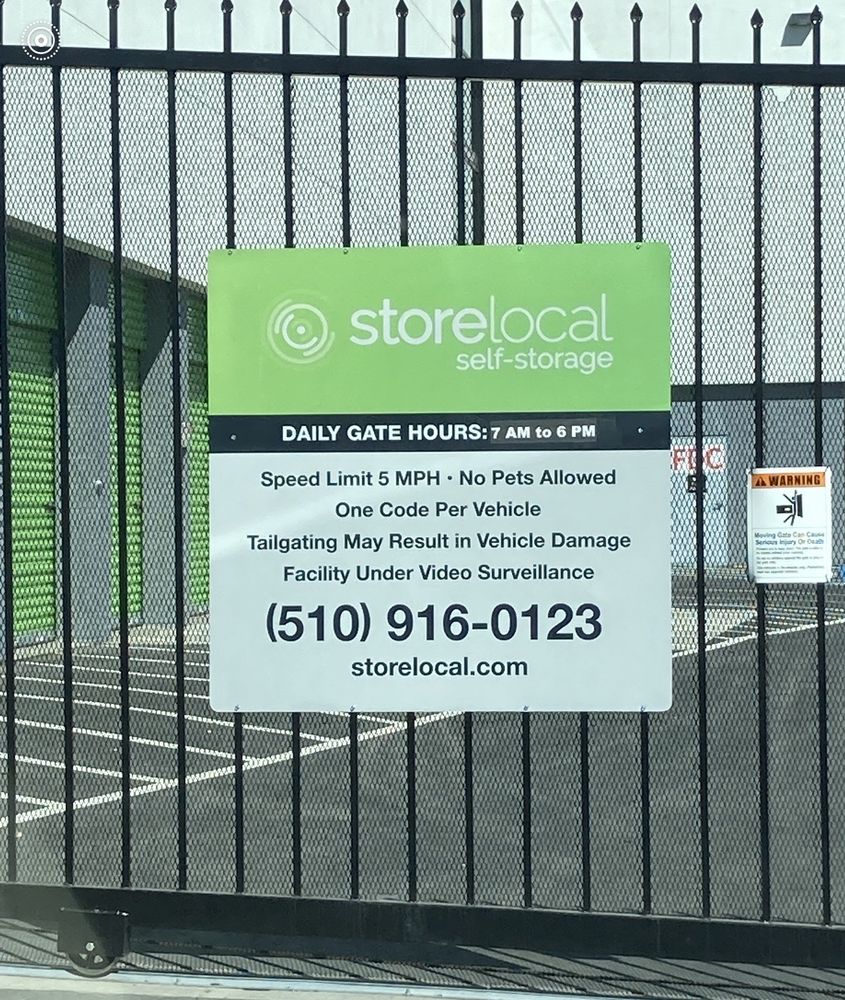 storelocal
self-storage
DAILY GATE HOURS: 7 AM to 6 PM
Speed Limit 5 MPH · No Pets Allowed
One Code Per Vehicle
Tailgating May Result in Vehicle Damage
Facility Under Video Surveillance
(510) 916-0123
storelocal.com
FDC
WARNING
Moving Gate Can Cause
Serious Injury Or Death